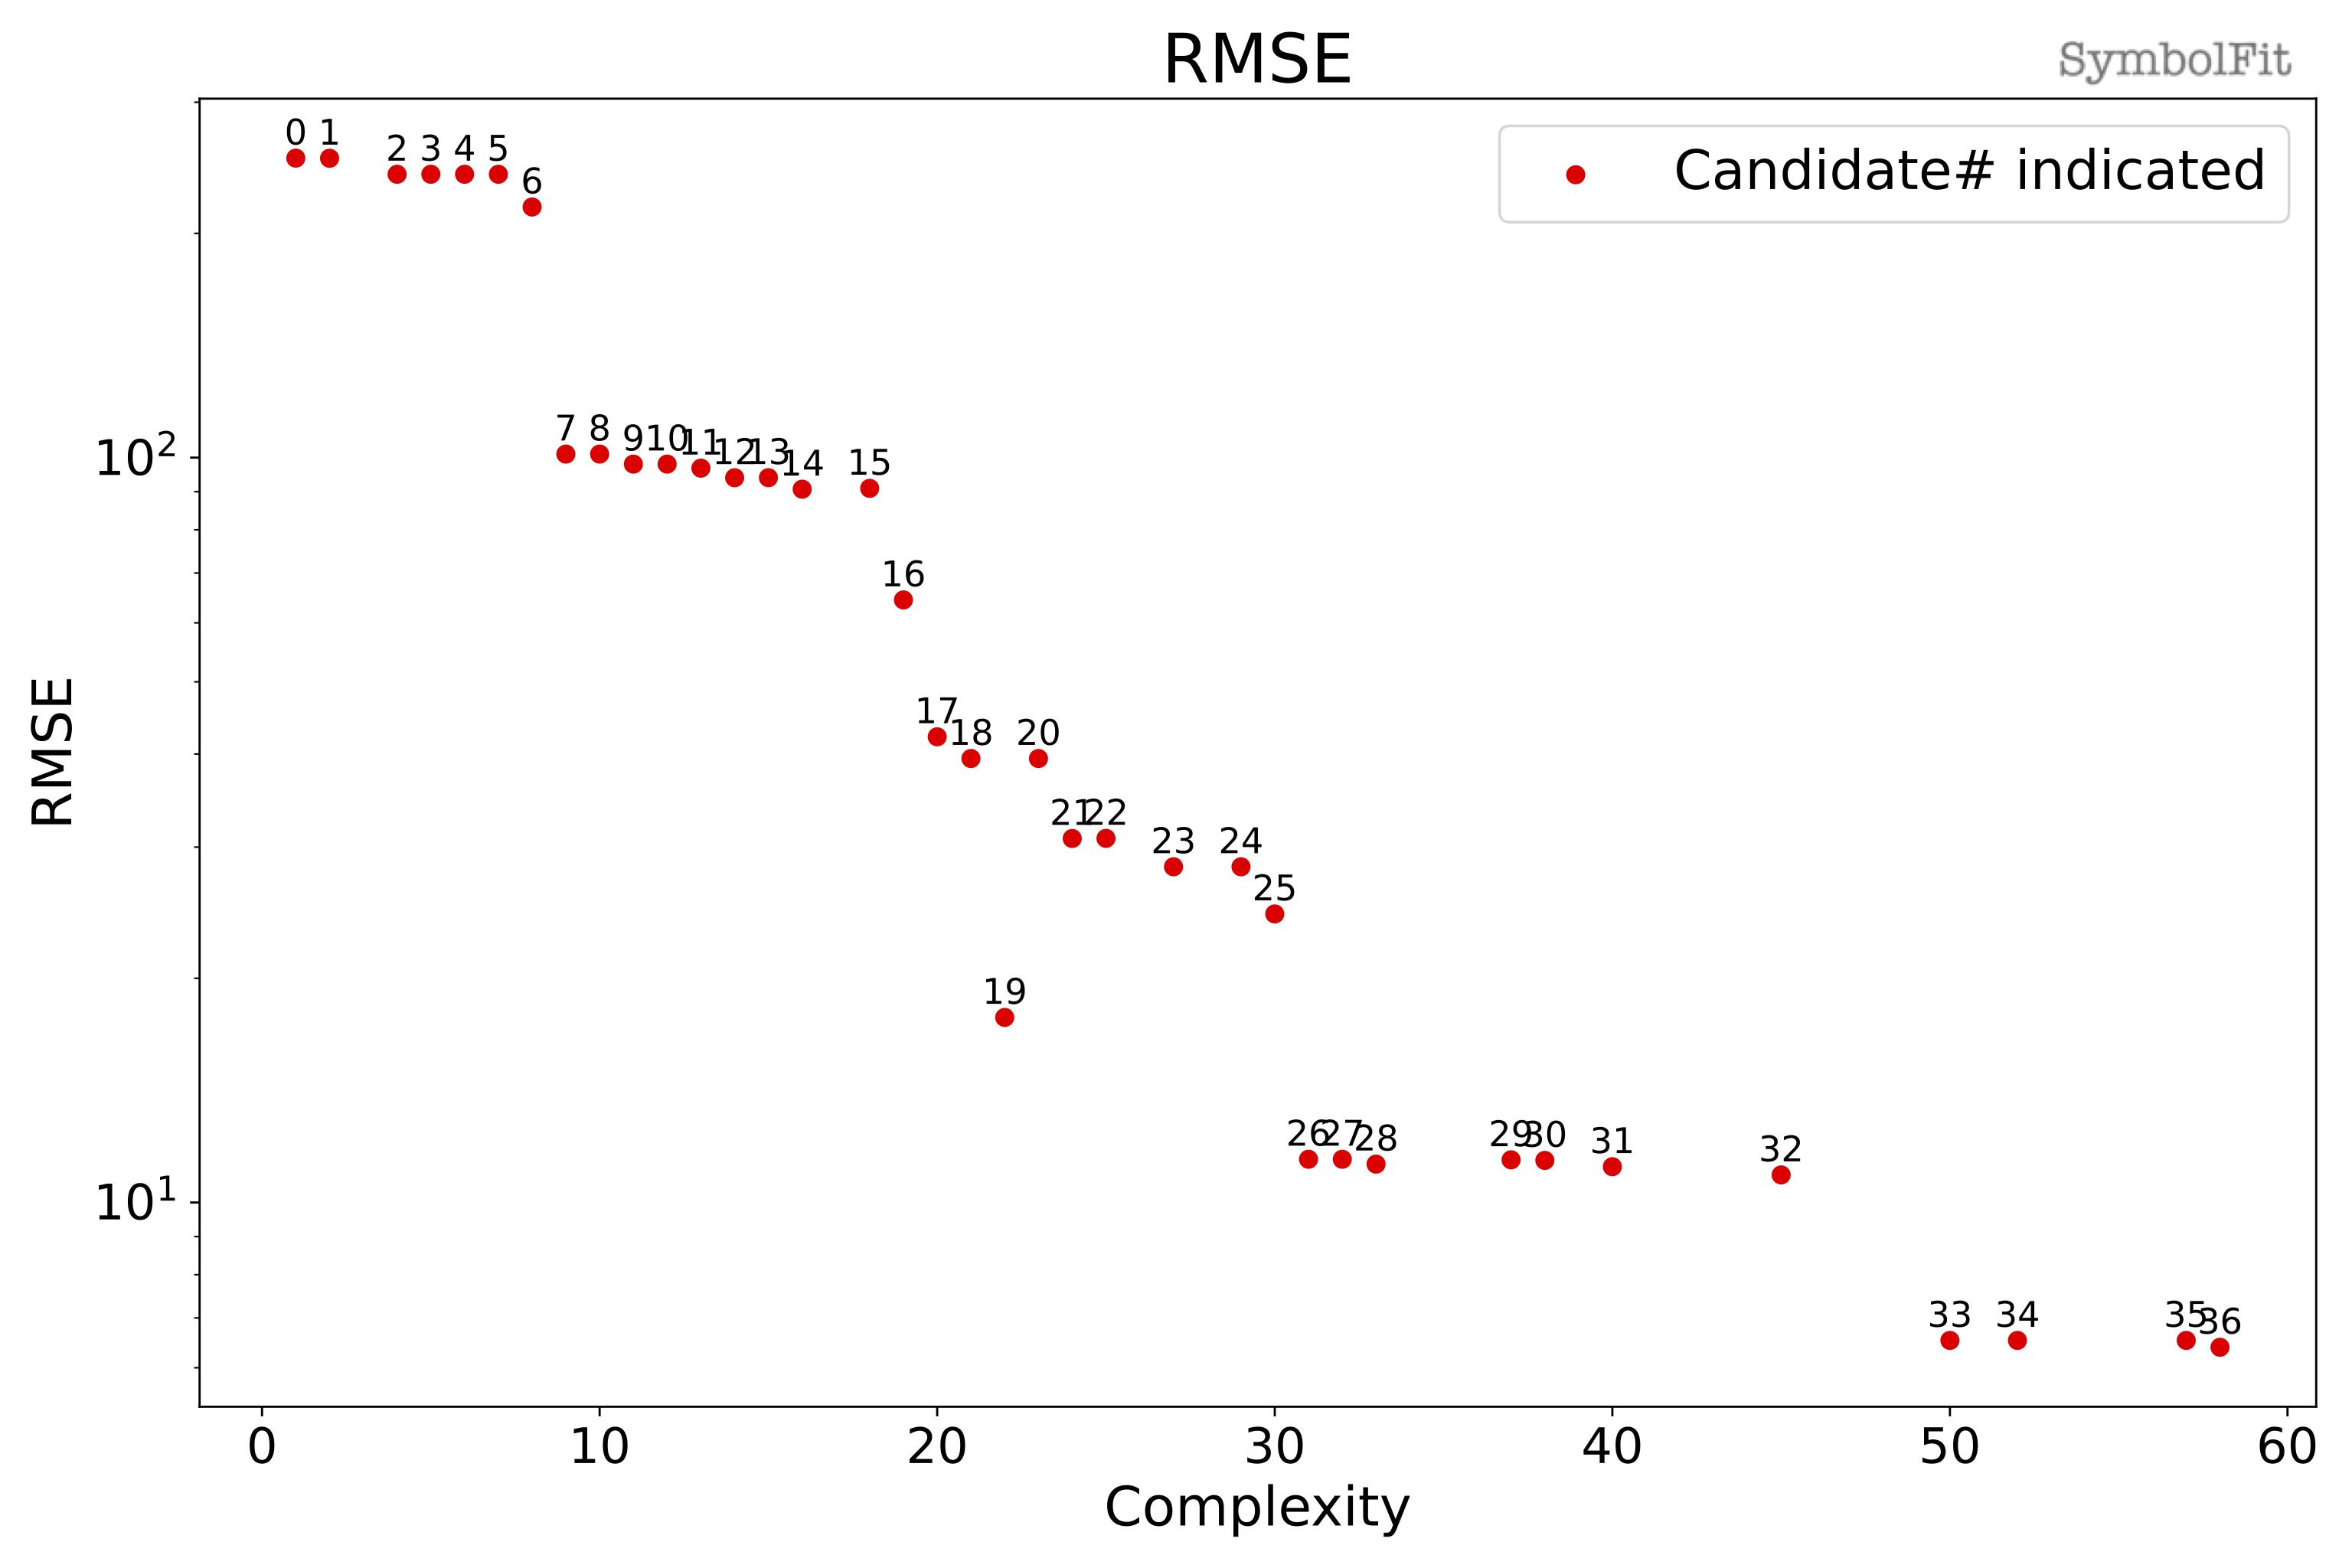 RMSE
SymbolFit
Candidate# indicated
0 1 2 3 4 5 6
7 8 9 10 11 12 13 14 15
16
17 18 20
21 22 23 24 25
19
26 27 28 29 30 31 32
33 34 35 36
10²
10¹
RMSE
0 10 20 30 40 50 60
Complexity